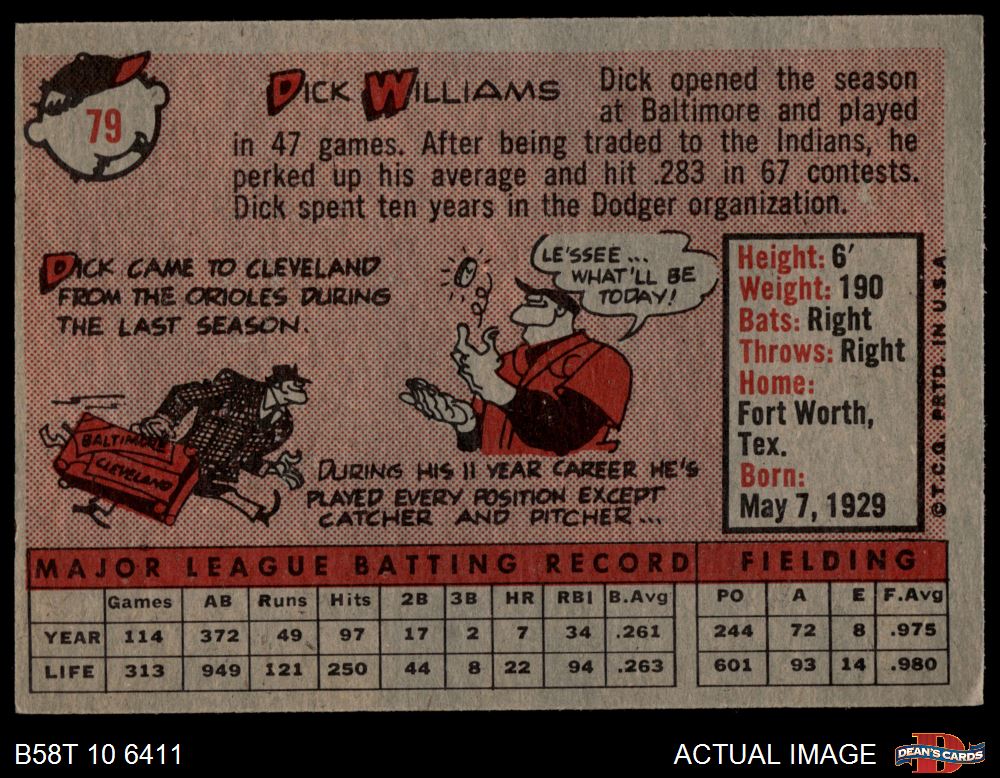 79
DICK WILLIAMS
Dick opened the season
at Baltimore and played
in 47 games. After being traded to the Indians, he
perked up his average and hit .283 in 67 contests.
Dick spent ten years in the Dodger organization.
DICK CAME TO CLEVELAND
FROM THE ORIOLES DURING
THE LAST SEASON.
BALTIMORE
CLEVELAND
LE'SSEE...
WHAT'LL BE
TODAY!
DURING HIS 11 YEAR CAREER HE'S
PLAYED EVERY POSITION EXCEPT
CATCHER AND PITCHER...
Height: 6'
Weight: 190
Bats: Right
Throws: Right
Home:
Fort Worth,
Tex.
Born:
May 7, 1929
© T.C.G. PRTD. IN U.S.A.
MAJOR LEAGUE BATTING RECORD FIELDING
Games AB Runs Hits 2B 3B HR RBI B.Avg PO A E F.Avg
YEAR 114 372 49 97 17 2 7 34 .261 244 72 8 .975
LIFE 313 949 121 250 44 8 22 94 .263 601 93 14 .980
B58T 10 6411
ACTUAL IMAGE
D
DEAN'S CARDS